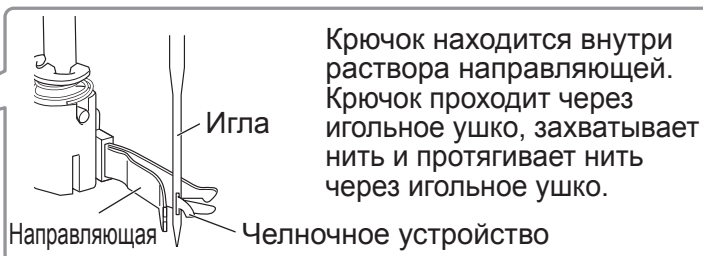 Крючок находится внутри
раствора направляющей.
Крючок проходит через
игольное ушко, захватывает
нить и протягивает нить
через игольное ушко.
Игла
Направляющая
Челночное устройство